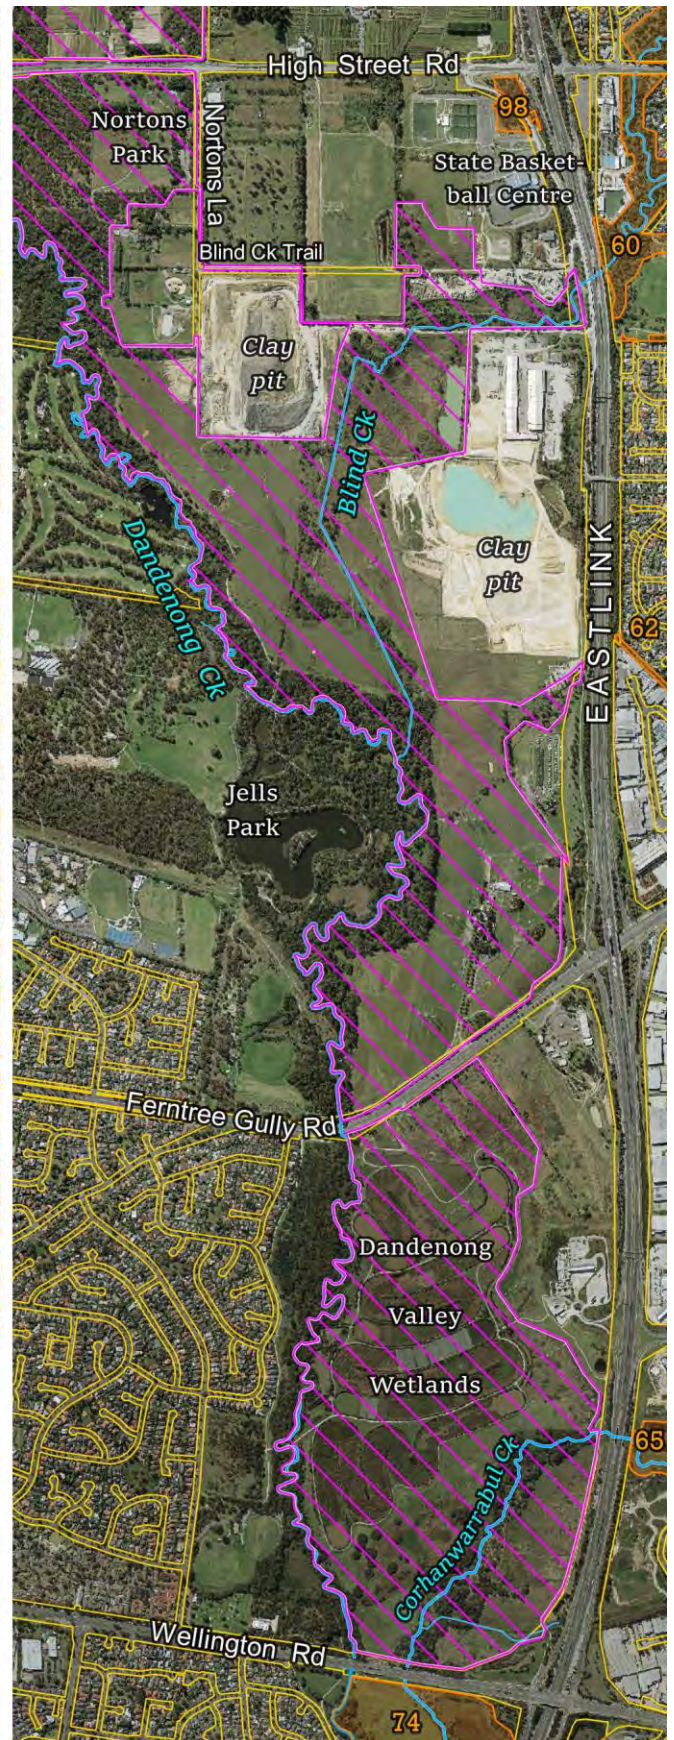 High Street Rd
98
Nortons
Park
Nortons La
State Basket-
ball Centre
60
Blind Ck Trail
Clay
pit
Blind Ck
Dandenong Ck
Clay
pit
EASTLINK
62
Jells
Park
Ferntree Gully Rd
Dandenong
Valley
Wetlands
65
Corhanwarrabul Ck
Wellington Rd
74